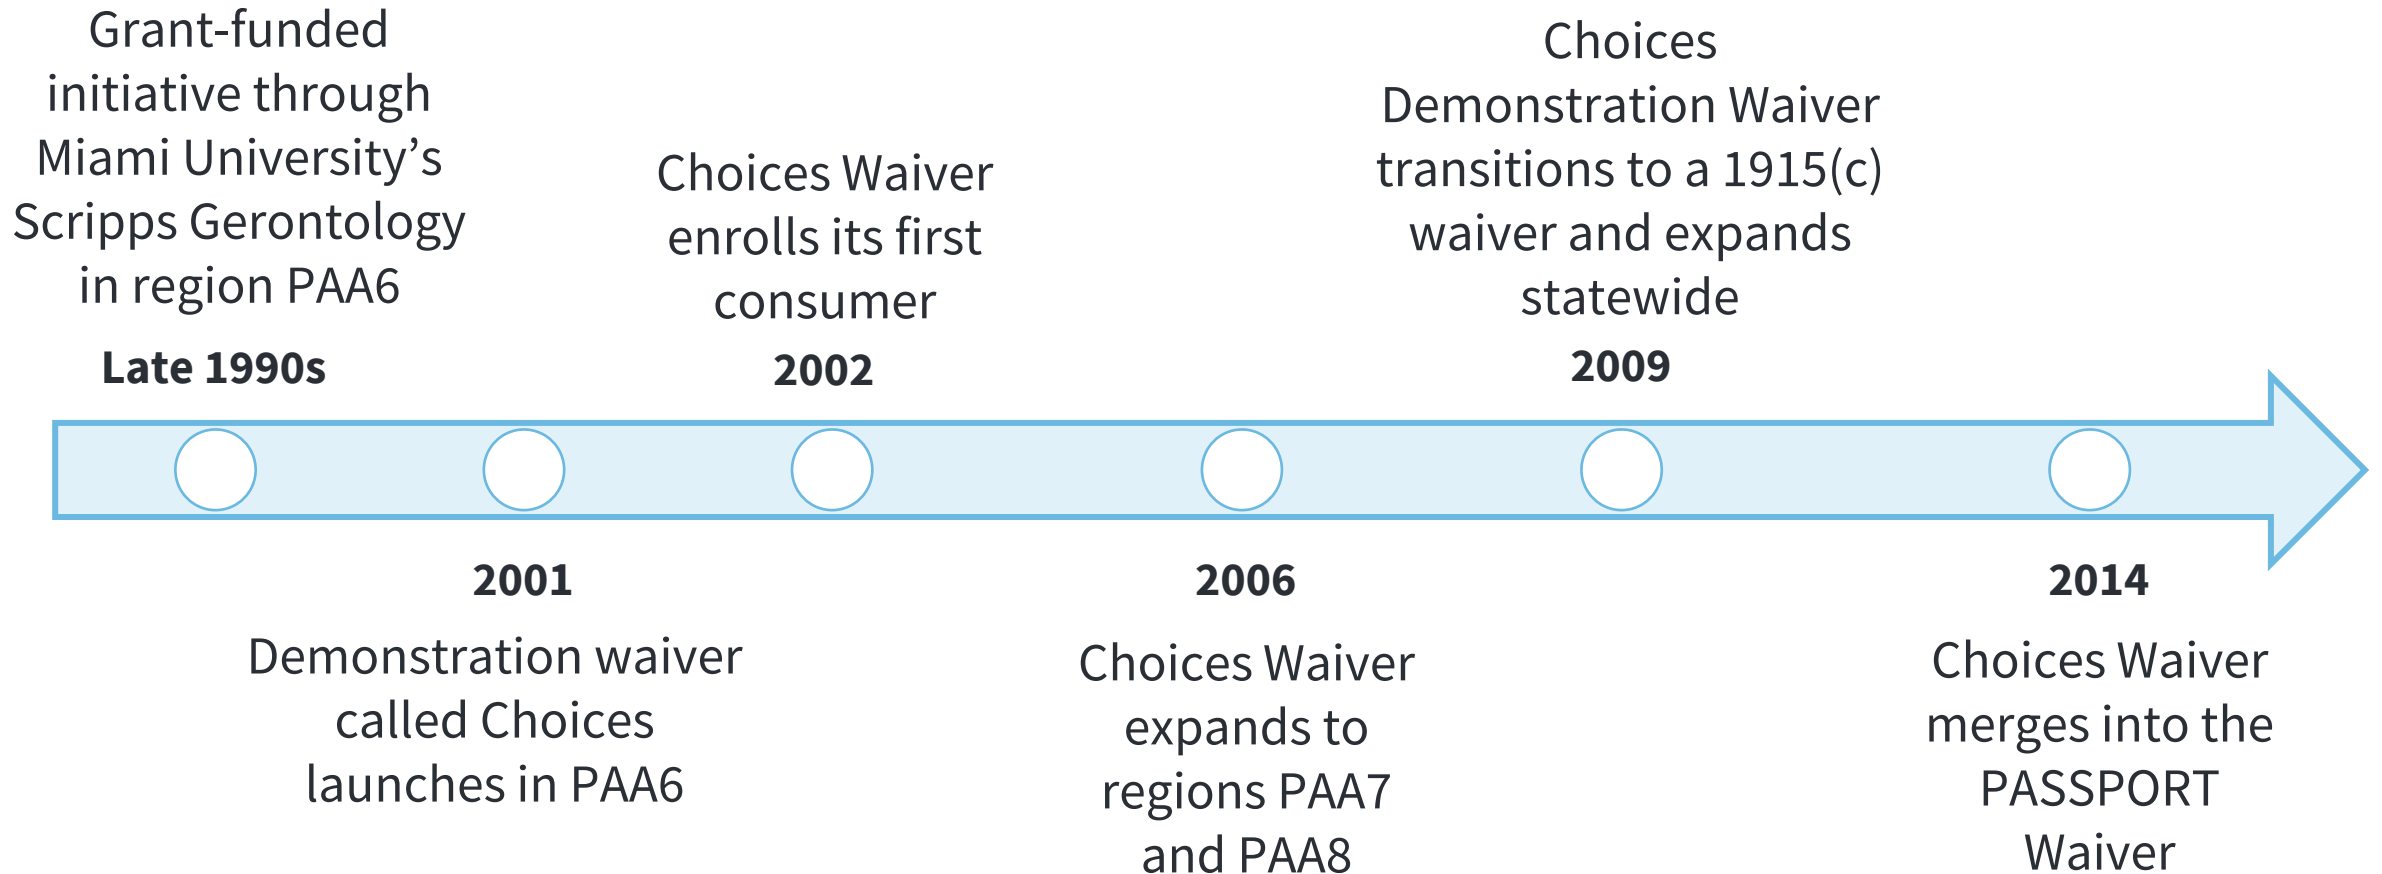 Grant-funded
initiative through
Miami University’s
Scripps Gerontology
in region PAA6
Late 1990s
2001
Demonstration waiver
called Choices
launches in PAA6
Choices Waiver
enrolls its first
consumer
2002
2006
Choices Waiver
expands to
regions PAA7
and PAA8
Choices
Demonstration Waiver
transitions to a 1915(c)
waiver and expands
statewide
2009
2014
Choices Waiver
merges into the
PASSPORT
Waiver